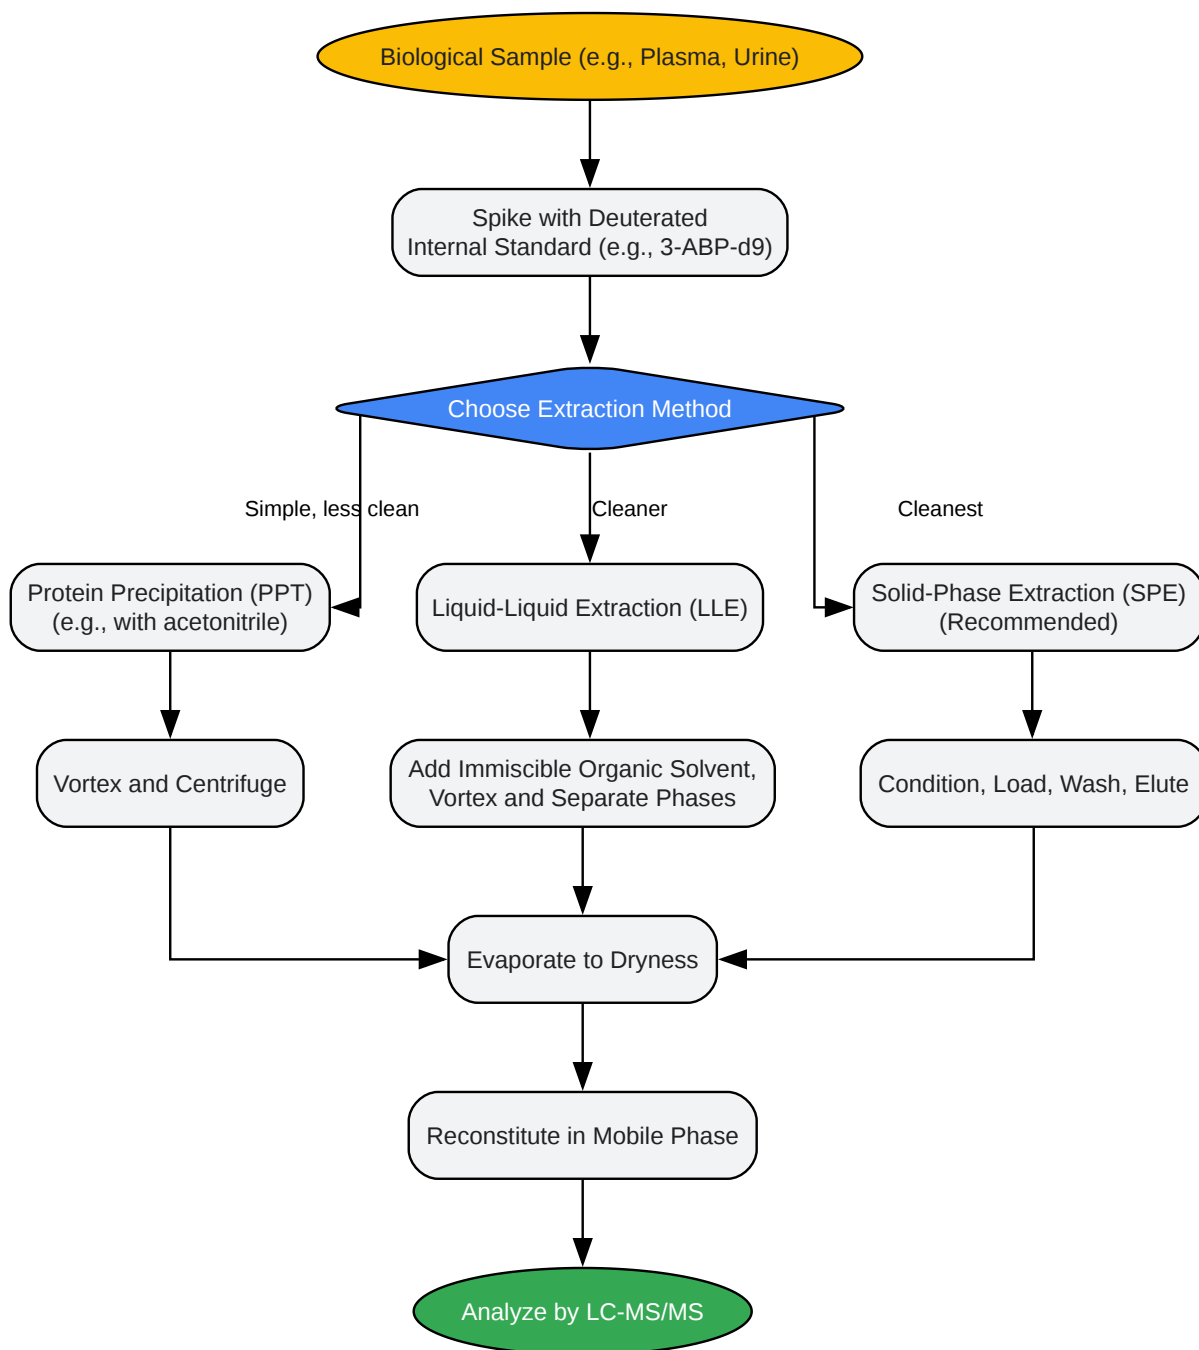 Biological Sample (e.g., Plasma, Urine)
Spike with Deuterated
Internal Standard (e.g., 3-ABP-d9)
Choose Extraction Method
Simple, less clean
Cleaner
Cleanest
Protein Precipitation (PPT)
(e.g., with acetonitrile)
Liquid-Liquid Extraction (LLE)
Solid-Phase Extraction (SPE)
(Recommended)
Vortex and Centrifuge
Add Immiscible Organic Solvent,
Vortex and Separate Phases
Condition, Load, Wash, Elute
Evaporate to Dryness
Reconstitute in Mobile Phase
Analyze by LC-MS/MS